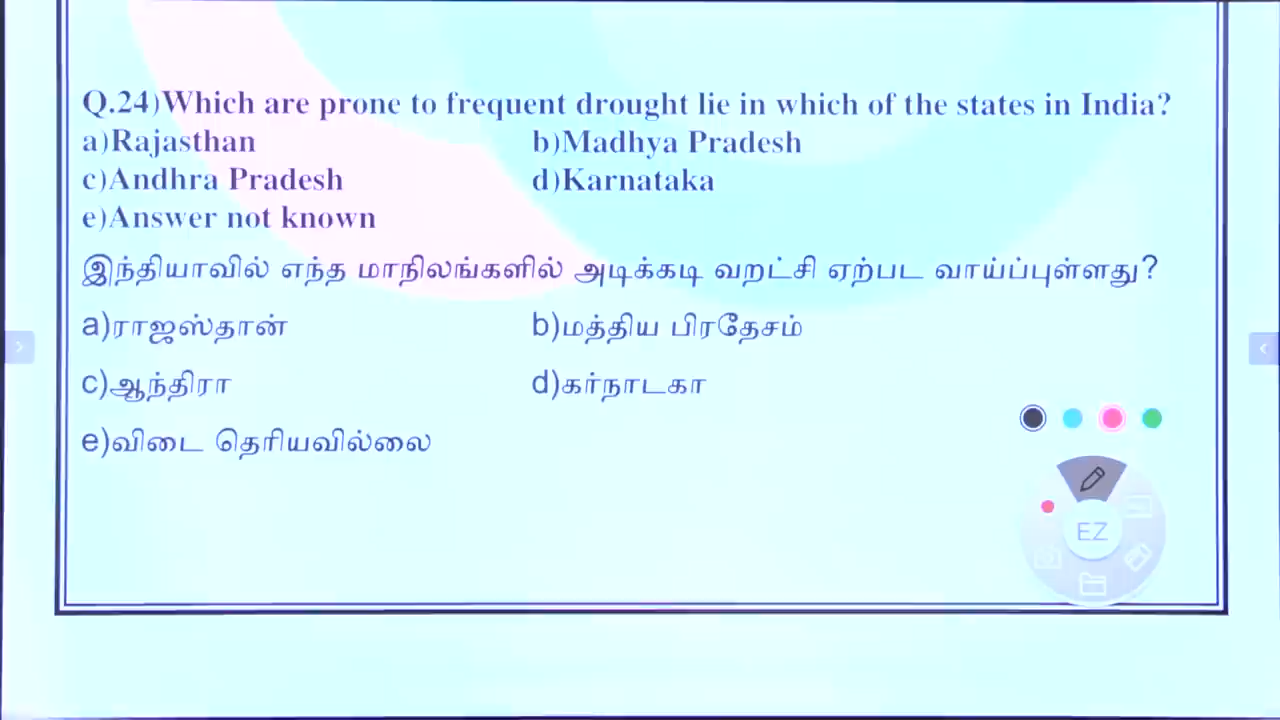 Q.24)Which are prone to frequent drought lie in which of the states in India?
a)Rajasthan b)Madhya Pradesh
c)Andhra Pradesh d)Karnataka
e)Answer not known
இந்தியாவில் எந்த மாநிலங்களில் அடிக்கடி வறட்சி ஏற்பட வாய்ப்புள்ளது?
a)ராஜஸ்தான் b)மத்திய பிரதேசம்
c)ஆந்திரா d)கர்நாடகா
e)விடை தெரியவில்லை
EZ